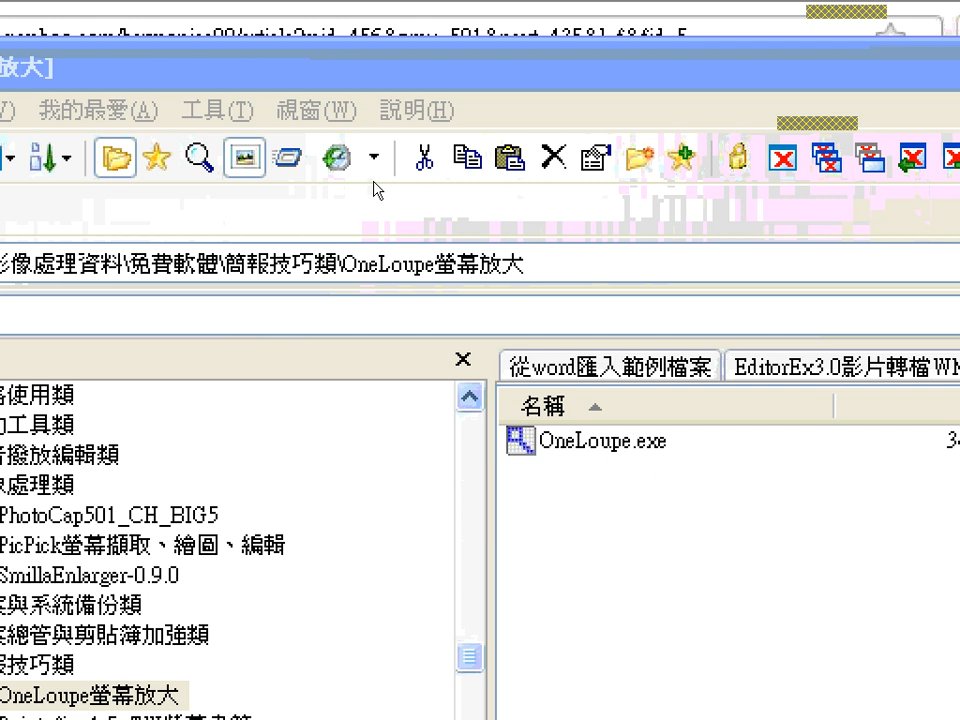 放大]
我的最愛(A) 工具(T) 視窗(W) 說明(H)
影像處理資料\免費軟體\簡報技巧類\OneLoupe螢幕放大
從word匯入範例檔案 EditorEx3.0影片轉檔WM
名稱
OneLoupe.exe 34
使用類
工具類
音撥放編輯類
像處理類
PhotoCap501_CH_BIG5
PicPick螢幕擷取、繪圖、編輯
SmillaEnlarger-0.9.0
案與系統備份類
案總管與剪貼簿加強類
報技巧類
OneLoupe螢幕放大